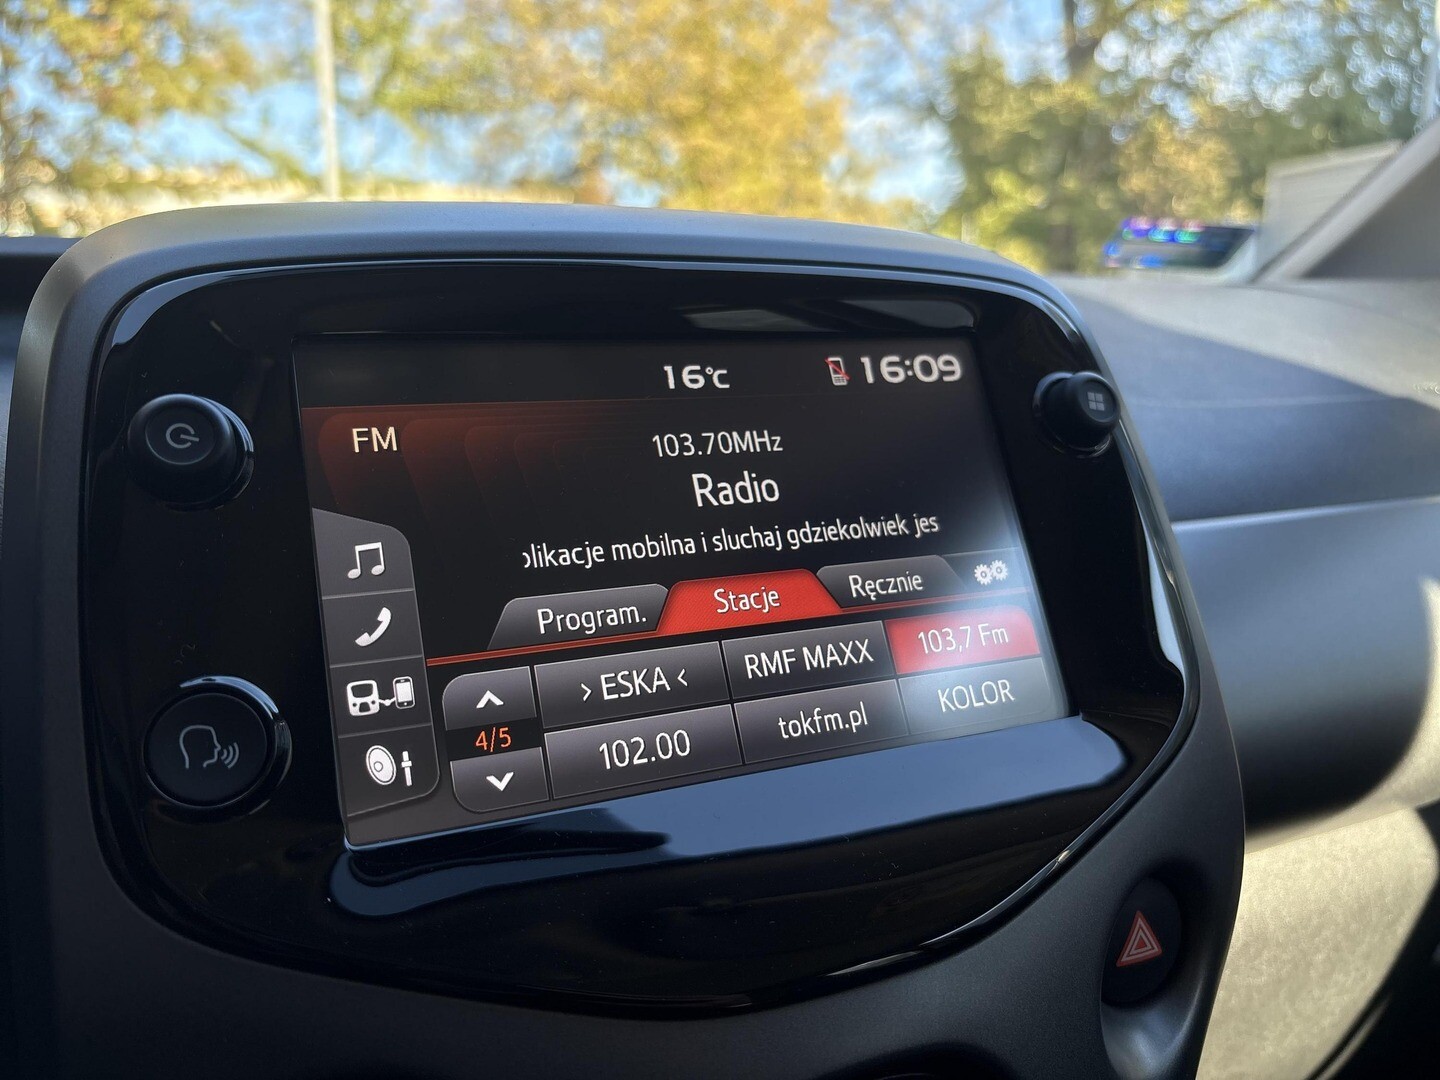 16°C 16:09
FM
103.70MHz
Radio
likacje mobilna i sluchaj gdziekolwiek jes
Program. Stacje Ręcznie
› ESKA ‹ RMF MAXX 103,7 Fm
4/5
102.00 tokfm.pl KOLOR